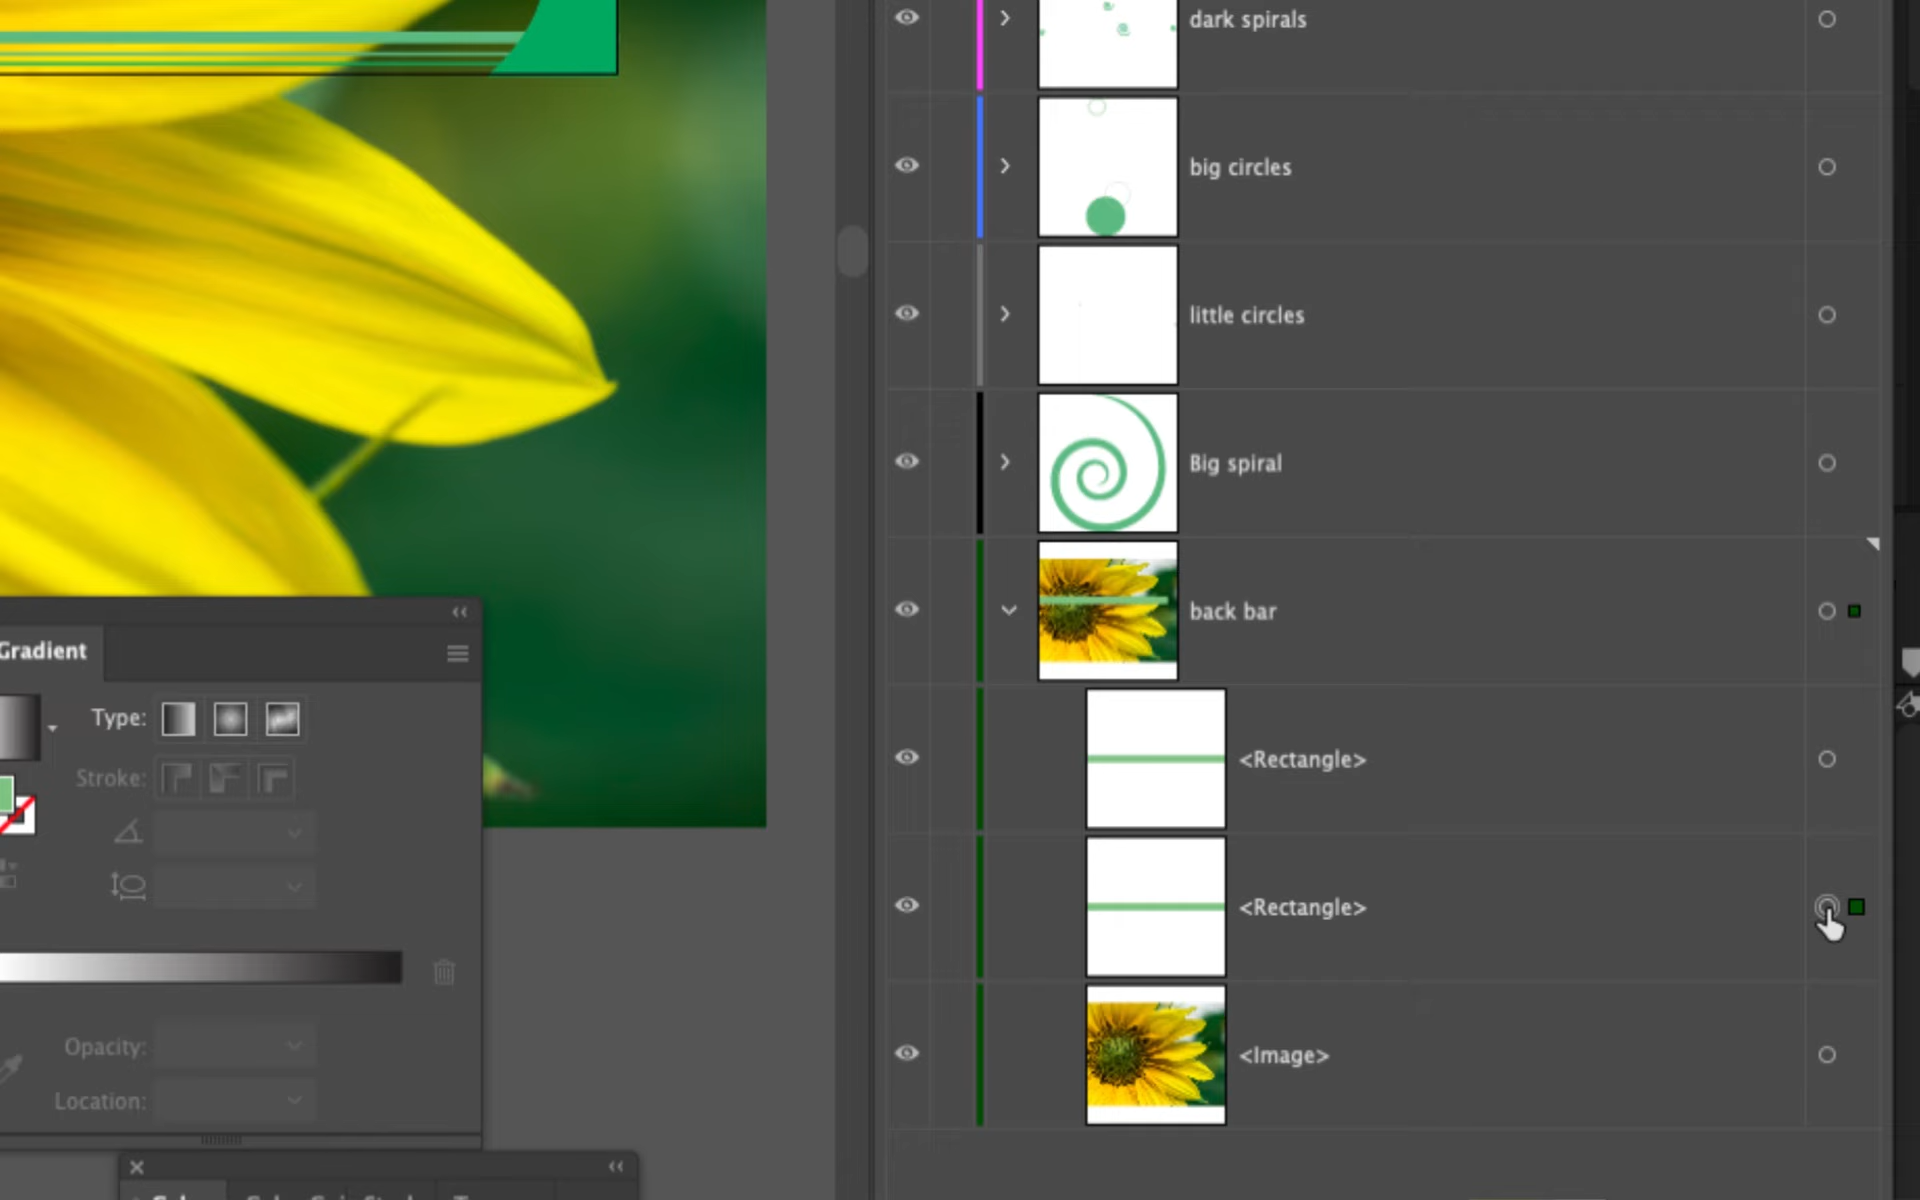 dark spirals
big circles
little circles
Big spiral
back bar
<Rectangle>
<Rectangle>
<Image>
Gradient
Type:
Stroke:
Opacity:
Location: